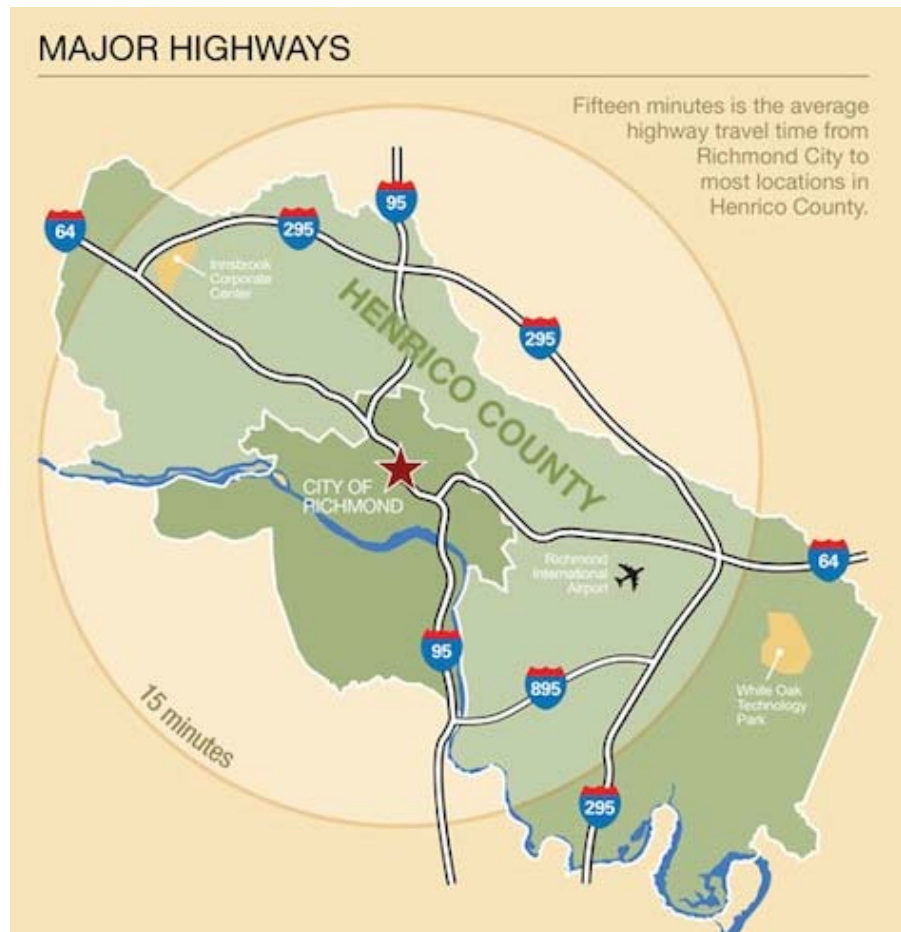 MAJOR HIGHWAYS
Fifteen minutes is the average
highway travel time from
Richmond City to
most locations in
Henrico County.
95
64
295
Innsbrook
Corporate
Center
HENRICO COUNTY
295
CITY OF
RICHMOND
Richmond
International
Airport
64
95
895
White Oak
Technology
Park
15 minutes
295